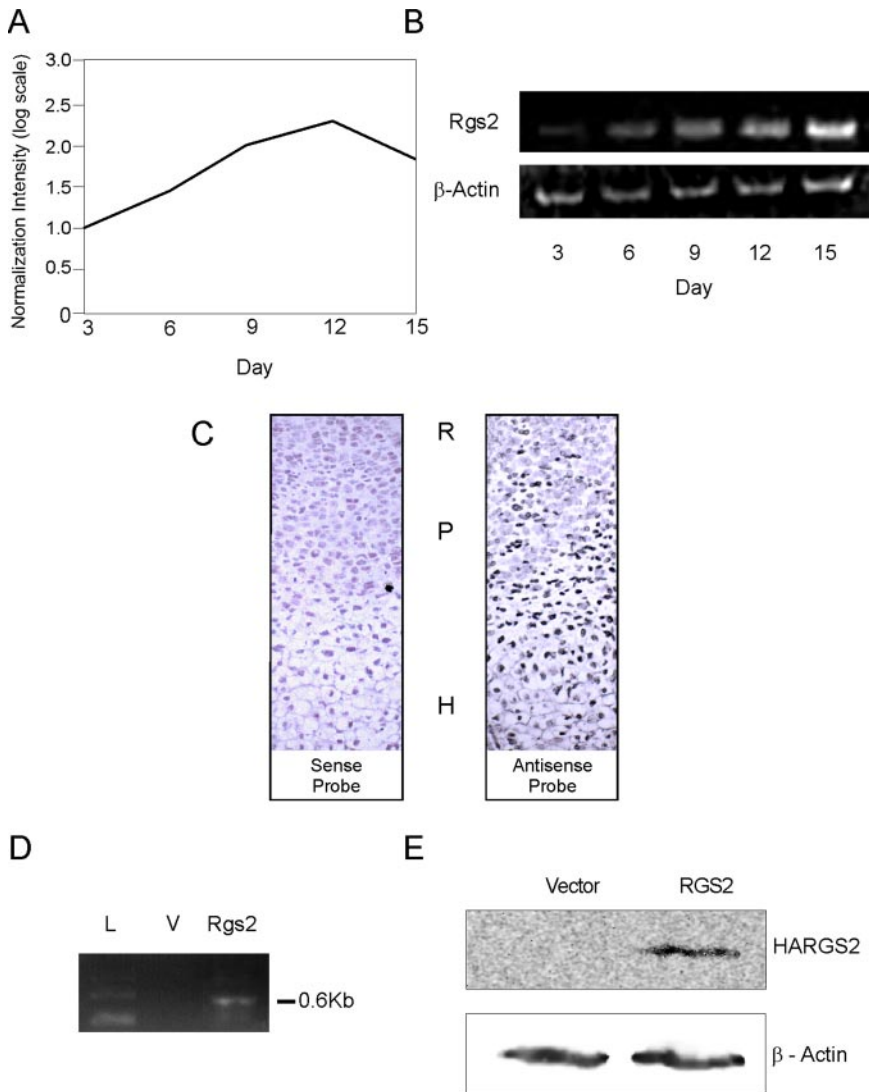 A
Normalization Intensity (log scale)
3.0
2.5
2.0
1.5
1.0
0.5
0
3 6 9 12 15
Day
B
Rgs2
β-Actin
3 6 9 12 15
Day
C
R
P
H
Sense
Probe
Antisense
Probe
D
L V Rgs2
0.6Kb
E
Vector RGS2
HARGS2
β - Actin